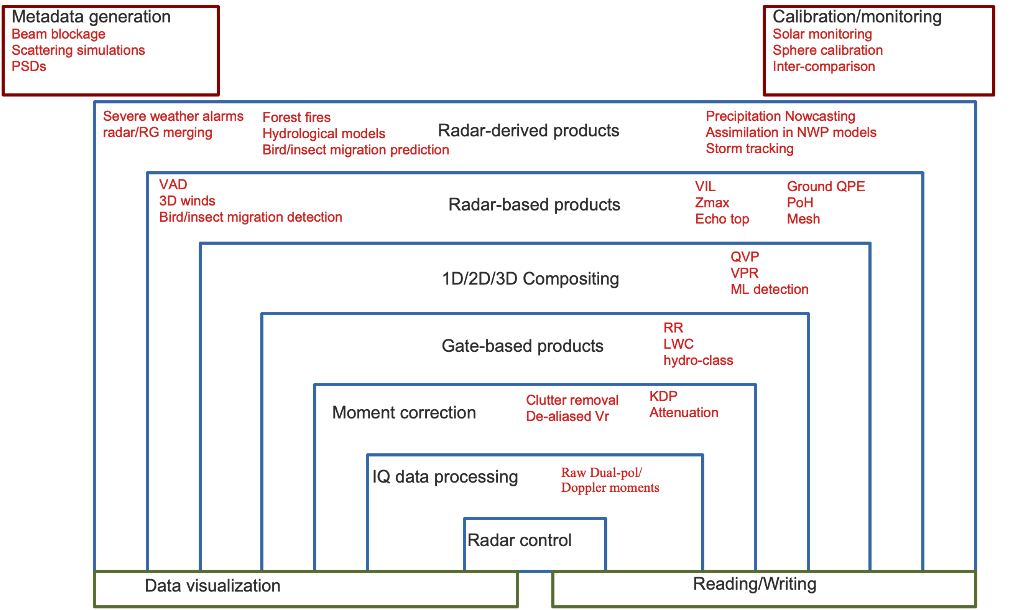 Metadata generation
Beam blockage
Scattering simulations
PSDs
Calibration/monitoring
Solar monitoring
Sphere calibration
Inter-comparison
Severe weather alarms
radar/RG merging
Forest fires
Hydrological models
Bird/insect migration prediction
Radar-derived products
Precipitation Nowcasting
Assimilation in NWP models
Storm tracking
VAD
3D winds
Bird/insect migration detection
Radar-based products
VIL
Zmax
Echo top
Ground QPE
PoH
Mesh
1D/2D/3D Compositing
QVP
VPR
ML detection
Gate-based products
RR
LWC
hydro-class
Moment correction
Clutter removal
De-aliased Vr
KDP
Attenuation
IQ data processing
Raw Dual-pol/
Doppler moments
Radar control
Data visualization
Reading/Writing